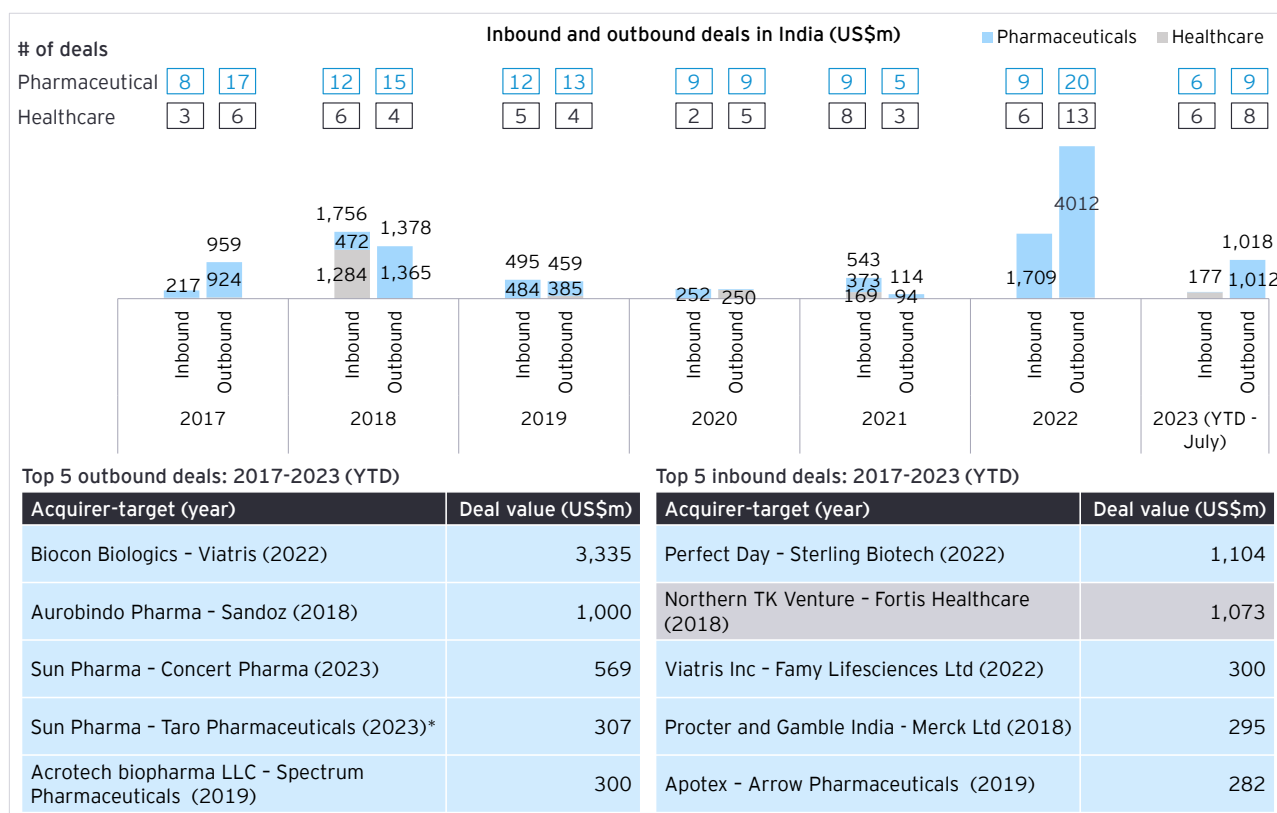 Inbound and outbound deals in India (US$m)
Pharmaceuticals Healthcare
# of deals
Pharmaceutical 8 17 12 15 12 13 9 9 9 5 9 20 6 9
Healthcare 3 6 6 4 5 4 2 5 8 3 6 13 6 8
217
959
924
1,756
472
1,284
1,378
1,365
495
484
459
385
252
250
543
373
169
114
94
1,709
4012
177
1,018
1,012
Inbound Outbound Inbound Outbound Inbound Outbound Inbound Outbound Inbound Outbound Inbound Outbound Inbound Outbound
2017 2018 2019 2020 2021 2022 2023 (YTD -
July)
Top 5 outbound deals: 2017-2023 (YTD)
Acquirer-target (year) Deal value (US$m)
Biocon Biologics – Viatris (2022) 3,335
Aurobindo Pharma – Sandoz (2018) 1,000
Sun Pharma – Concert Pharma (2023) 569
Sun Pharma – Taro Pharmaceuticals (2023)* 307
Acrotech biopharma LLC – Spectrum
Pharmaceuticals (2019) 300
Top 5 inbound deals: 2017-2023 (YTD)
Acquirer-target (year) Deal value (US$m)
Perfect Day – Sterling Biotech (2022) 1,104
Northern TK Venture – Fortis Healthcare
(2018) 1,073
Viatris Inc – Famy Lifesciences Ltd (2022) 300
Procter and Gamble India - Merck Ltd (2018) 295
Apotex – Arrow Pharmaceuticals (2019) 282